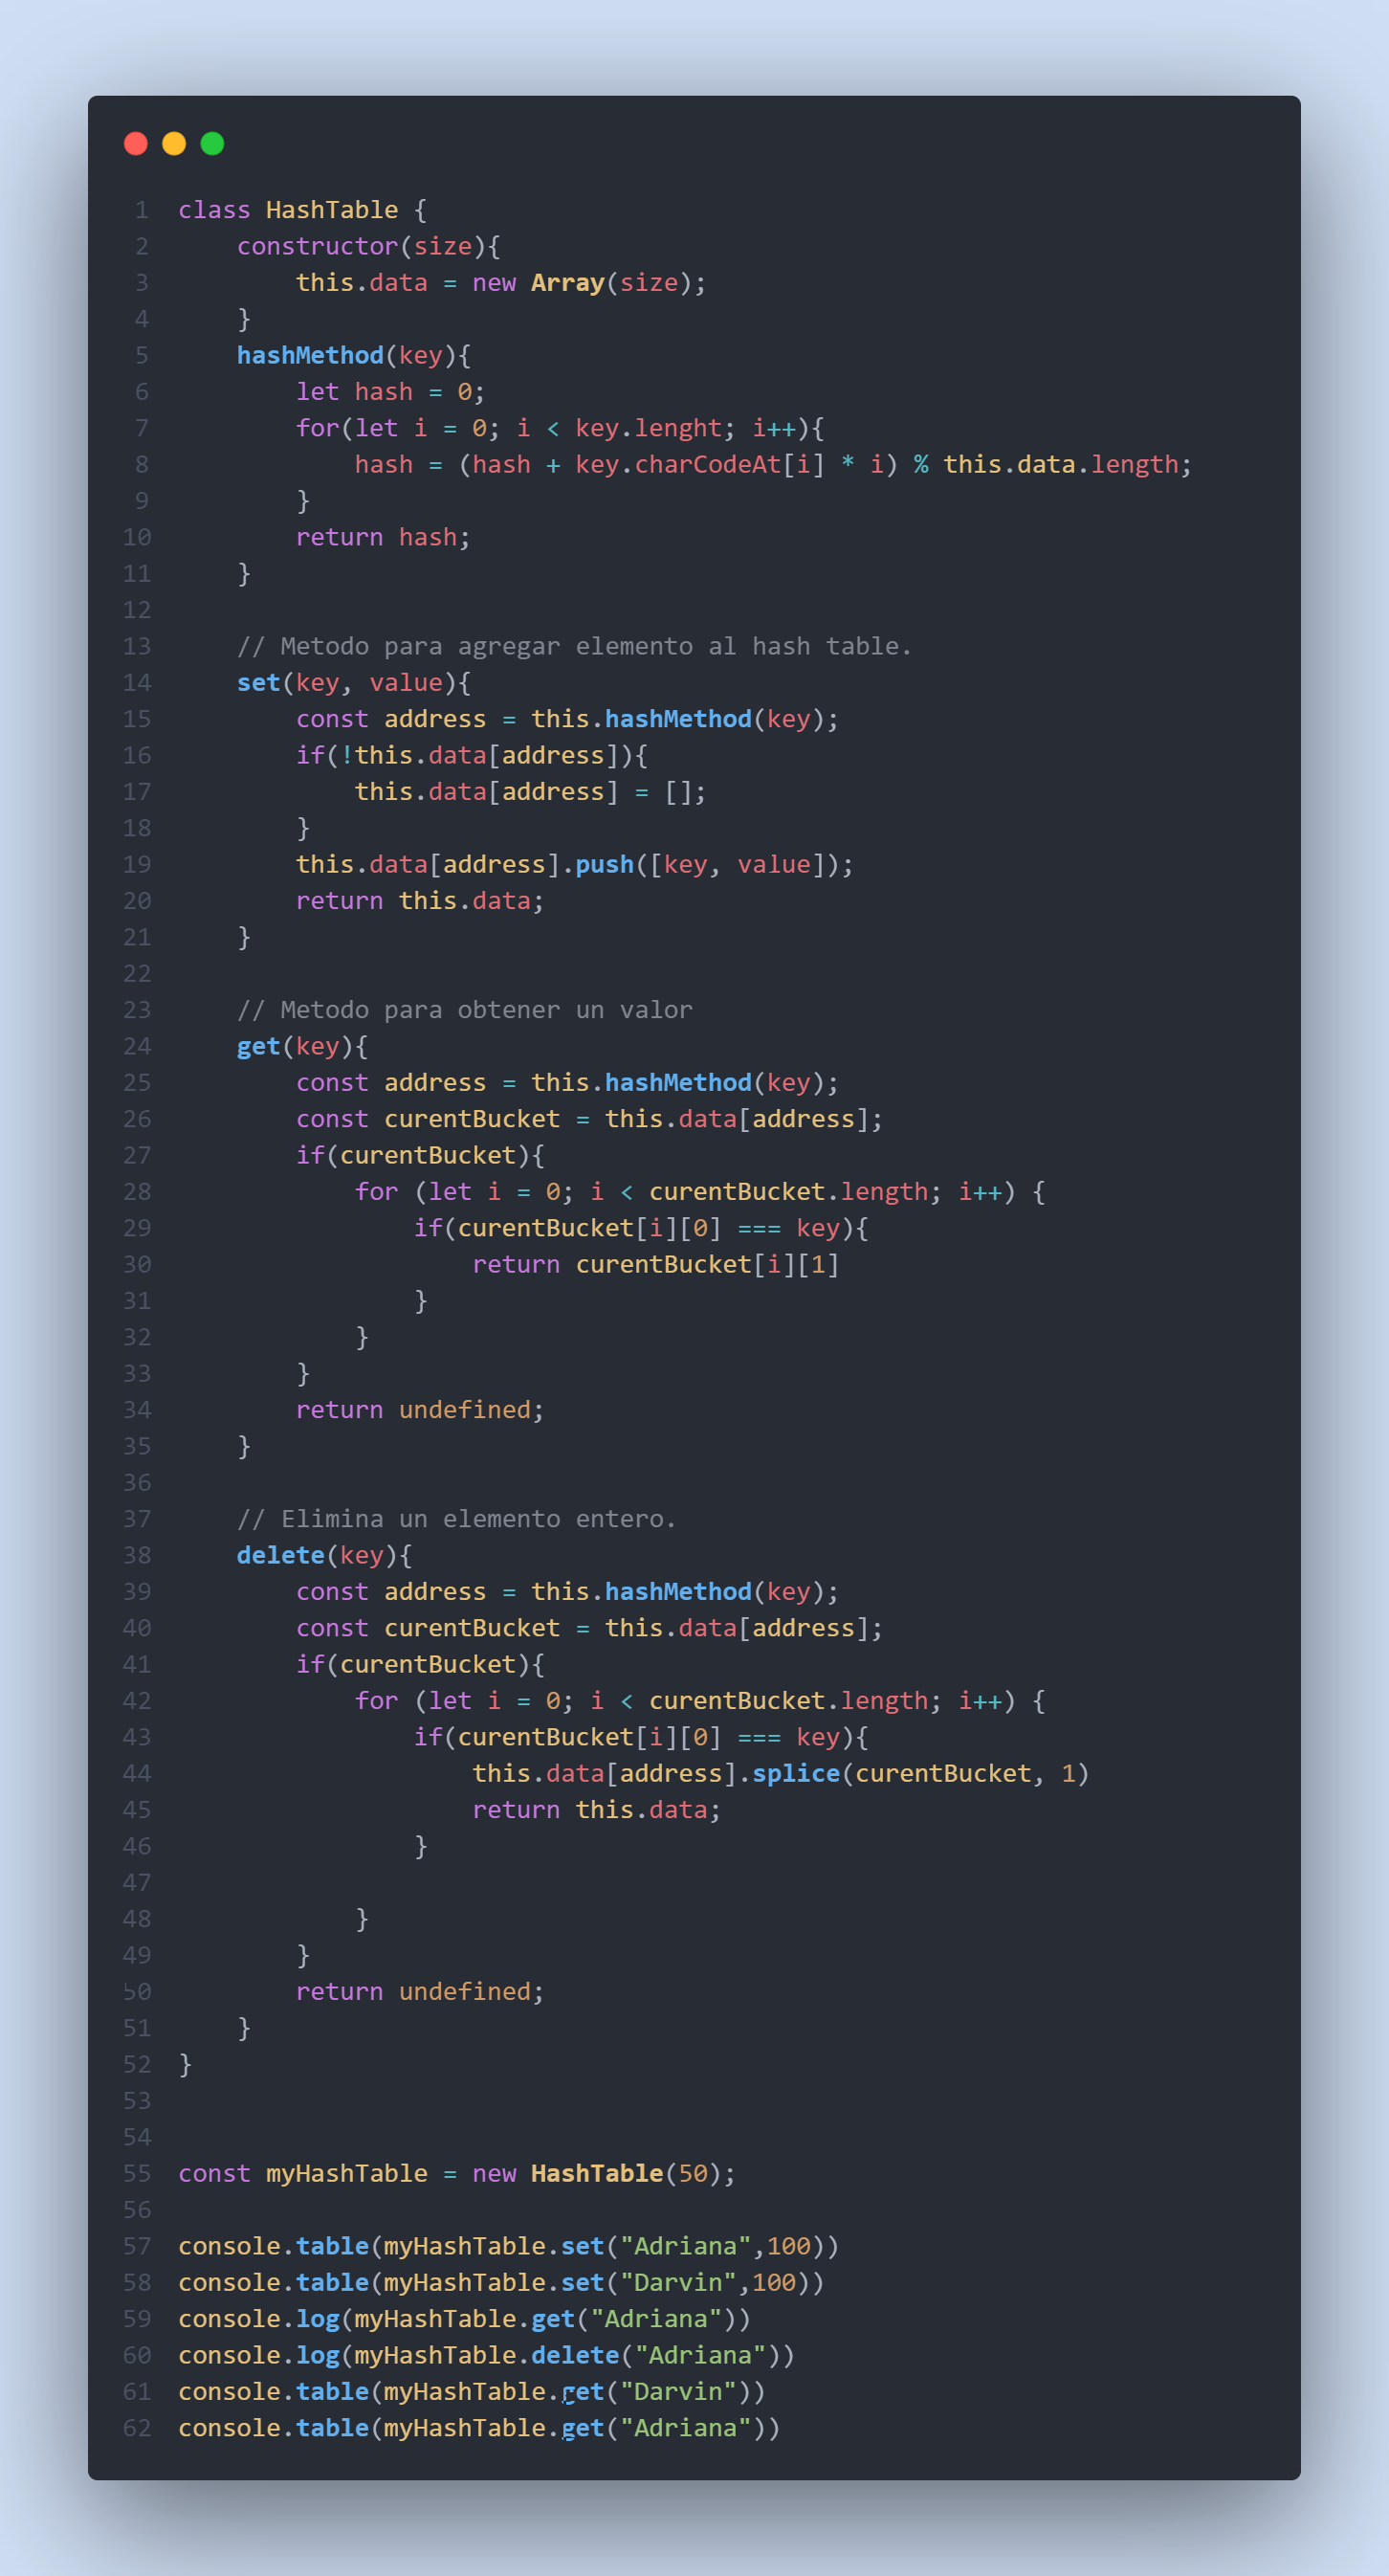 1 class HashTable {
2     constructor(size){
3         this.data = new Array(size);
4     }
5     hashMethod(key){
6         let hash = 0;
7         for(let i = 0; i < key.lenght; i++){
8             hash = (hash + key.charCodeAt[i] * i) % this.data.length;
9         }
10         return hash;
11     }
12
13     // Metodo para agregar elemento al hash table.
14     set(key, value){
15         const address = this.hashMethod(key);
16         if(!this.data[address]){
17             this.data[address] = [];
18         }
19         this.data[address].push([key, value]);
20         return this.data;
21     }
22
23     // Metodo para obtener un valor
24     get(key){
25         const address = this.hashMethod(key);
26         const curentBucket = this.data[address];
27         if(curentBucket){
28             for (let i = 0; i < curentBucket.length; i++) {
29                 if(curentBucket[i][0] === key){
30                     return curentBucket[i][1]
31                 }
32             }
33         }
34         return undefined;
35     }
36
37     // Elimina un elemento entero.
38     delete(key){
39         const address = this.hashMethod(key);
40         const curentBucket = this.data[address];
41         if(curentBucket){
42             for (let i = 0; i < curentBucket.length; i++) {
43                 if(curentBucket[i][0] === key){
44                     this.data[address].splice(curentBucket, 1)
45                     return this.data;
46                 }
47
48             }
49         }
50         return undefined;
51     }
52 }
53
54
55 const myHashTable = new HashTable(50);
56
57 console.table(myHashTable.set("Adriana",100))
58 console.table(myHashTable.set("Darvin",100))
59 console.log(myHashTable.get("Adriana"))
60 console.log(myHashTable.delete("Adriana"))
61 console.table(myHashTable.get("Darvin"))
62 console.table(myHashTable.get("Adriana"))